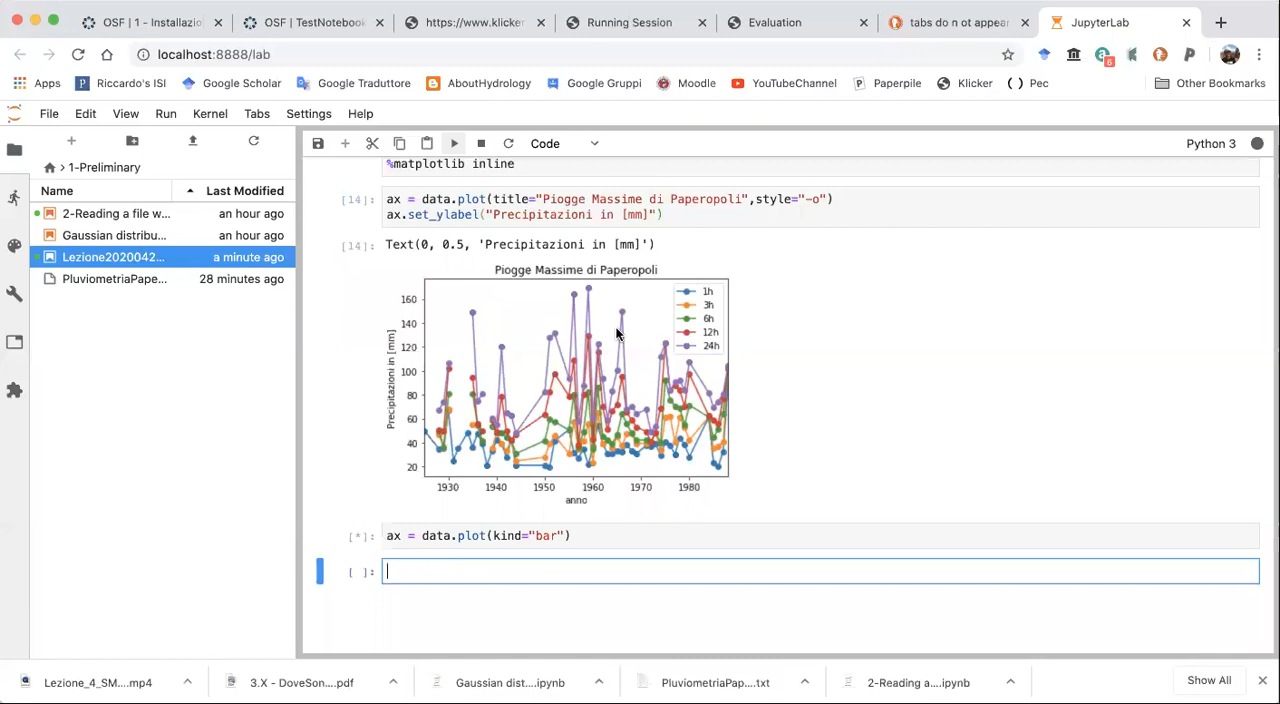 OSF | 1 - Installazio
OSF | TestNotebook
https://www.klicker
Running Session
Evaluation
tabs do n ot appear
JupyterLab
localhost:8888/lab
6
Apps Riccardo's ISI Google Scholar Google Traduttore AboutHydrology Google Gruppi Moodle YouTubeChannel Paperpile Klicker Pec Other Bookmarks
File Edit View Run Kernel Tabs Settings Help
Code Python 3
1-Preliminary
Name Last Modified
2-Reading a file w... an hour ago
Gaussian distribu... an hour ago
Lezione2020042... a minute ago
PluviometriaPape... 28 minutes ago
%matplotlib inline
[14]: ax = data.plot(title="Piogge Massime di Paperopoli",style="-o")
ax.set_ylabel("Precipitazioni in [mm]")
[14]: Text(0, 0.5, 'Precipitazioni in [mm]')
Piogge Massime di Paperopoli
1h
3h
6h
12h
24h
160
140
120
100
80
60
40
20
Precipitazioni in [mm]
1930 1940 1950 1960 1970 1980
anno
[*]: ax = data.plot(kind="bar")
[ ]:
Lezione_4_SM....mp4
3.X - DoveSon....pdf
Gaussian dist....ipynb
PluviometriaPap....txt
2-Reading a....ipynb
Show All